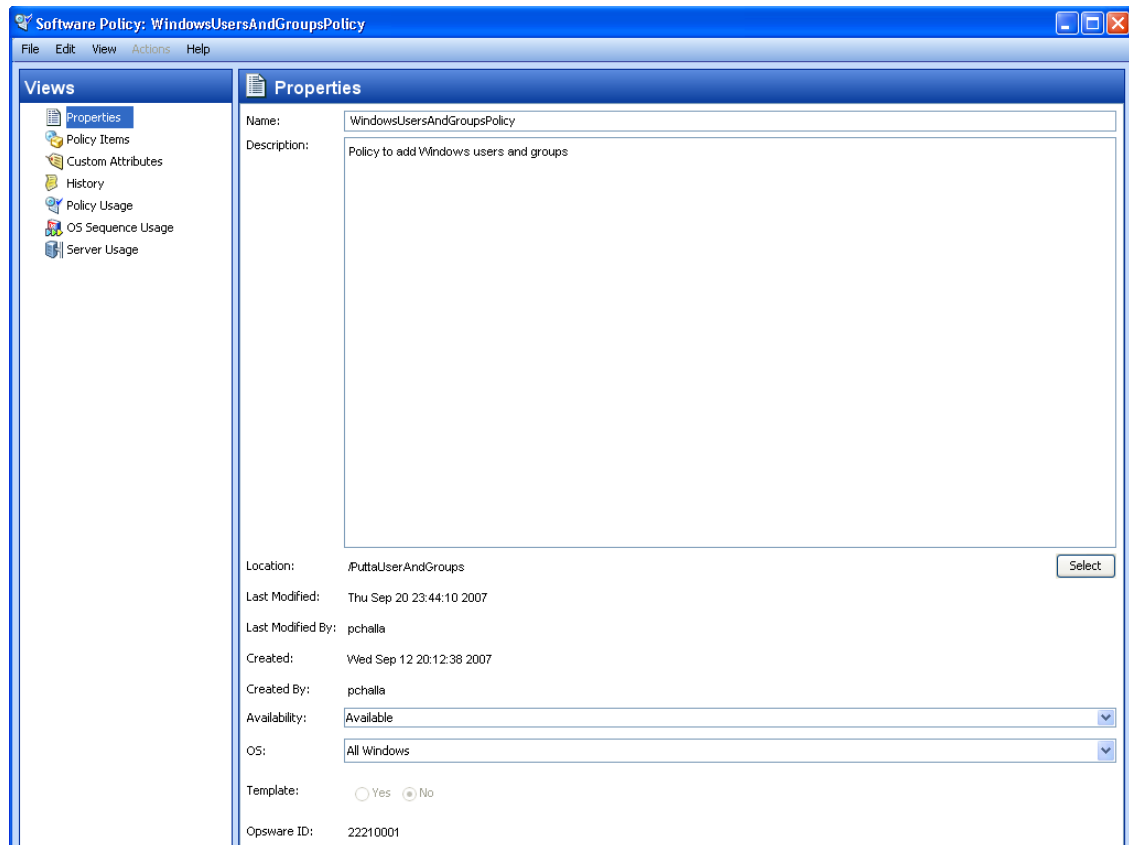 Software Policy: WindowsUsersAndGroupsPolicy
File Edit View Actions Help
Views
Properties
Policy Items
Custom Attributes
History
Policy Usage
OS Sequence Usage
Server Usage
Properties
Name: WindowsUsersAndGroupsPolicy
Description: Policy to add Windows users and groups
Location: /PuttaUserAndGroups Select
Last Modified: Thu Sep 20 23:44:10 2007
Last Modified By: pchalla
Created: Wed Sep 12 20:12:38 2007
Created By: pchalla
Availability: Available
OS: All Windows
Template: Yes No
Opsware ID: 22210001